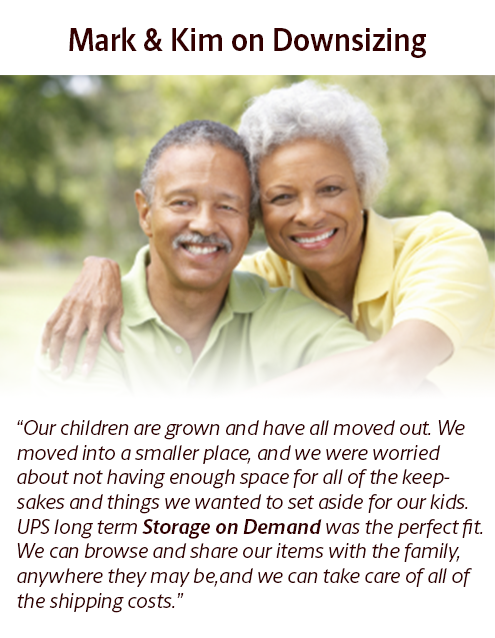 Mark & Kim on Downsizing
“Our children are grown and have all moved out. We
moved into a smaller place, and we were worried
about not having enough space for all of the keep-
sakes and things we wanted to set aside for our kids.
UPS long term Storage on Demand was the perfect fit.
We can browse and share our items with the family,
anywhere they may be,and we can take care of all of
the shipping costs.”